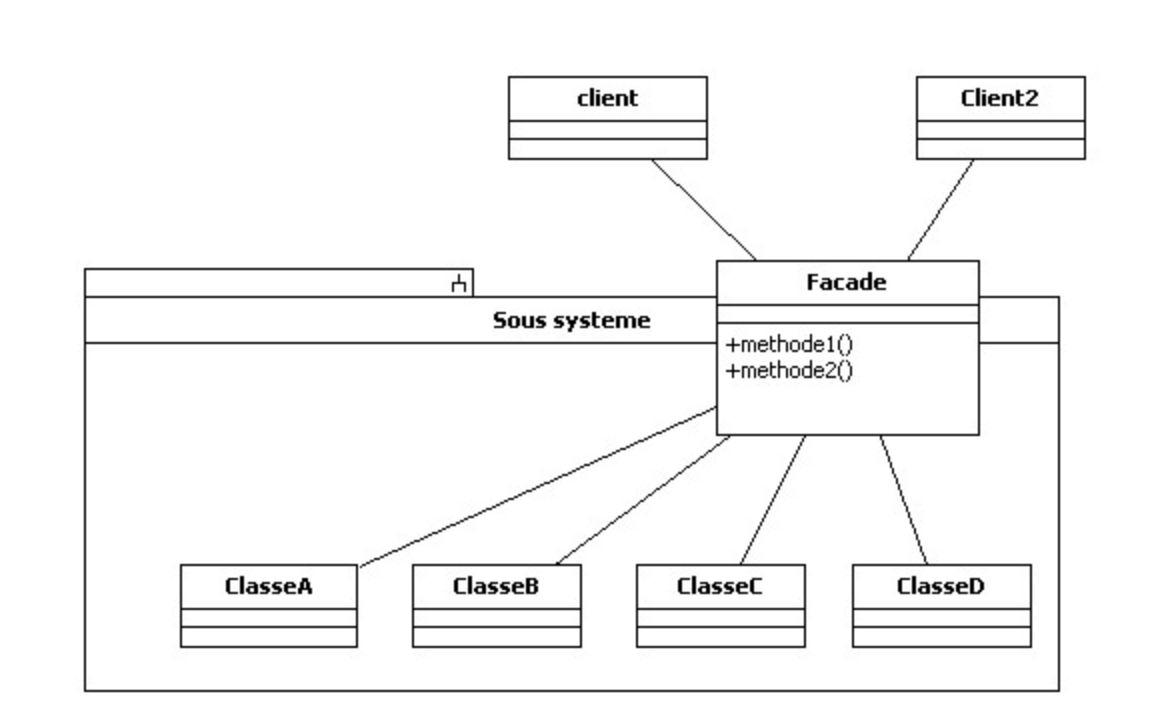 client
Client2
Facade
Sous systeme
+methode1()
+methode2()
ClasseA
ClasseB
ClasseC
ClasseD